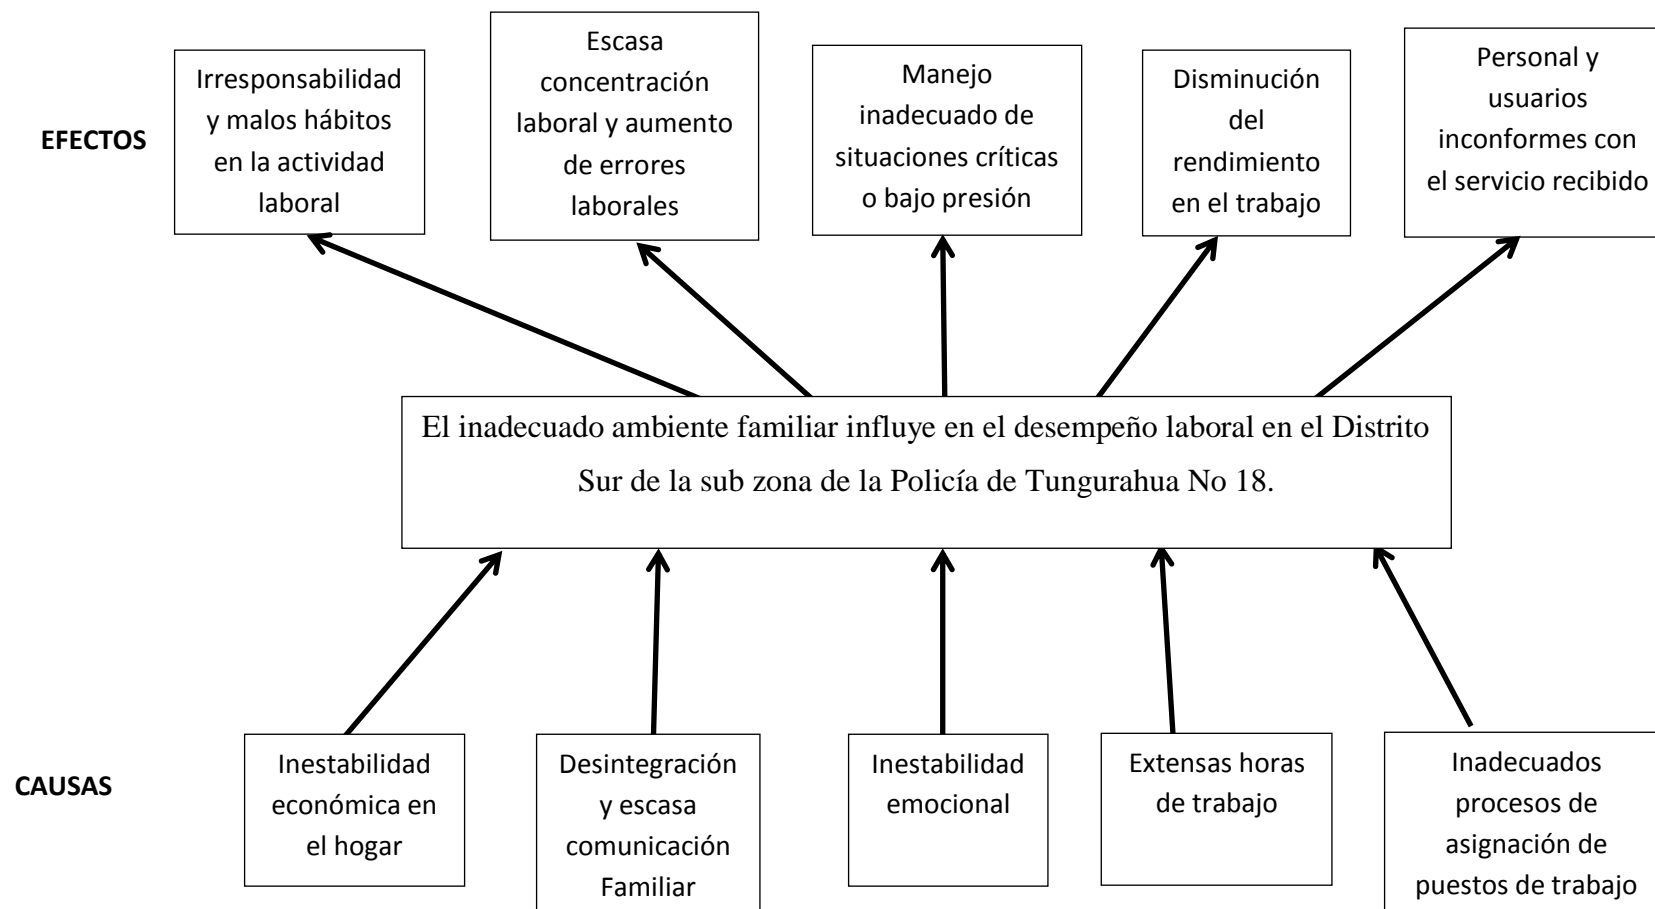 EFECTOS
Irresponsabilidad
y malos hábitos
en la actividad
laboral
Escasa
concentración
laboral y aumento
de errores
laborales
Manejo
inadecuado de
situaciones críticas
o bajo presión
Disminución
del
rendimiento
en el trabajo
Personal y
usuarios
inconformes con
el servicio recibido
El inadecuado ambiente familiar influye en el desempeño laboral en el Distrito
Sur de la sub zona de la Policía de Tungurahua No 18.
CAUSAS
Inestabilidad
económica en
el hogar
Desintegración
y escasa
comunicación
Familiar
Inestabilidad
emocional
Extensas horas
de trabajo
Inadecuados
procesos de
asignación de
puestos de trabajo